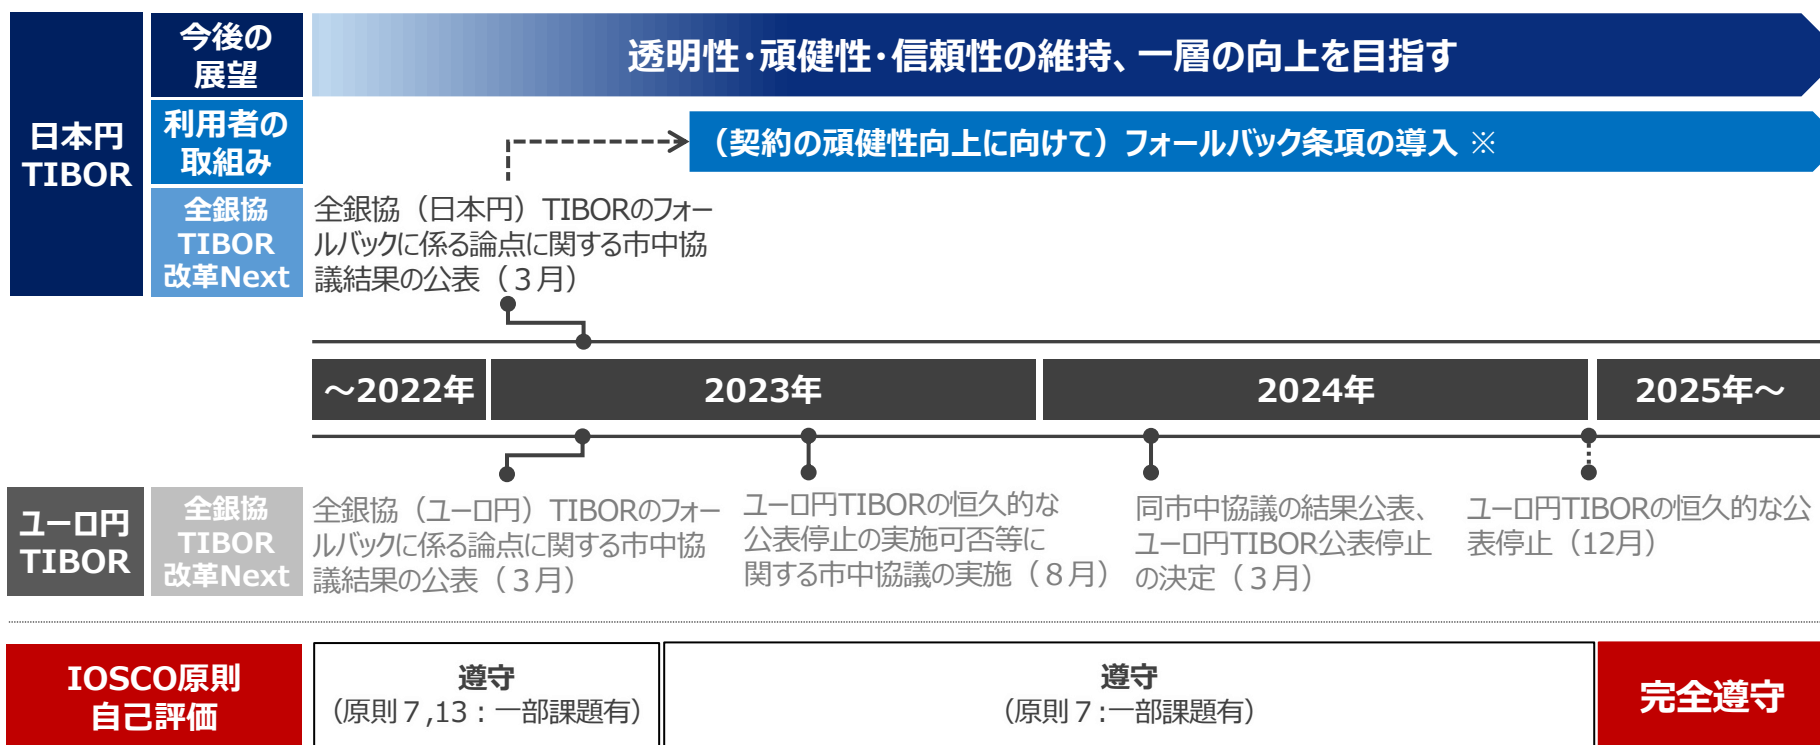 日本円
TIBOR
今後の
展望
透明性・頑健性・信頼性の維持、一層の向上を目指す
利用者の
取組み
（契約の頑健性向上に向けて）フォールバック条項の導入 ※
全銀協
TIBOR
改革Next
全銀協（日本円）TIBORのフォー
ルバックに係る論点に関する市中協
議結果の公表（３月）
～2022年
2023年
2024年
2025年～
ユーロ円
TIBOR
全銀協
TIBOR
改革Next
全銀協（ユーロ円）TIBORのフォー
ルバックに係る論点に関する市中協
議結果の公表（３月）
ユーロ円TIBORの恒久的な
公表停止の実施可否等に
関する市中協議の実施（８月）
同市中協議の結果公表、
ユーロ円TIBOR公表停止
の決定（３月）
ユーロ円TIBORの恒久的な公
表停止（12月）
IOSCO原則
自己評価
遵守
（原則７,13：一部課題有）
遵守
（原則７:一部課題有）
完全遵守